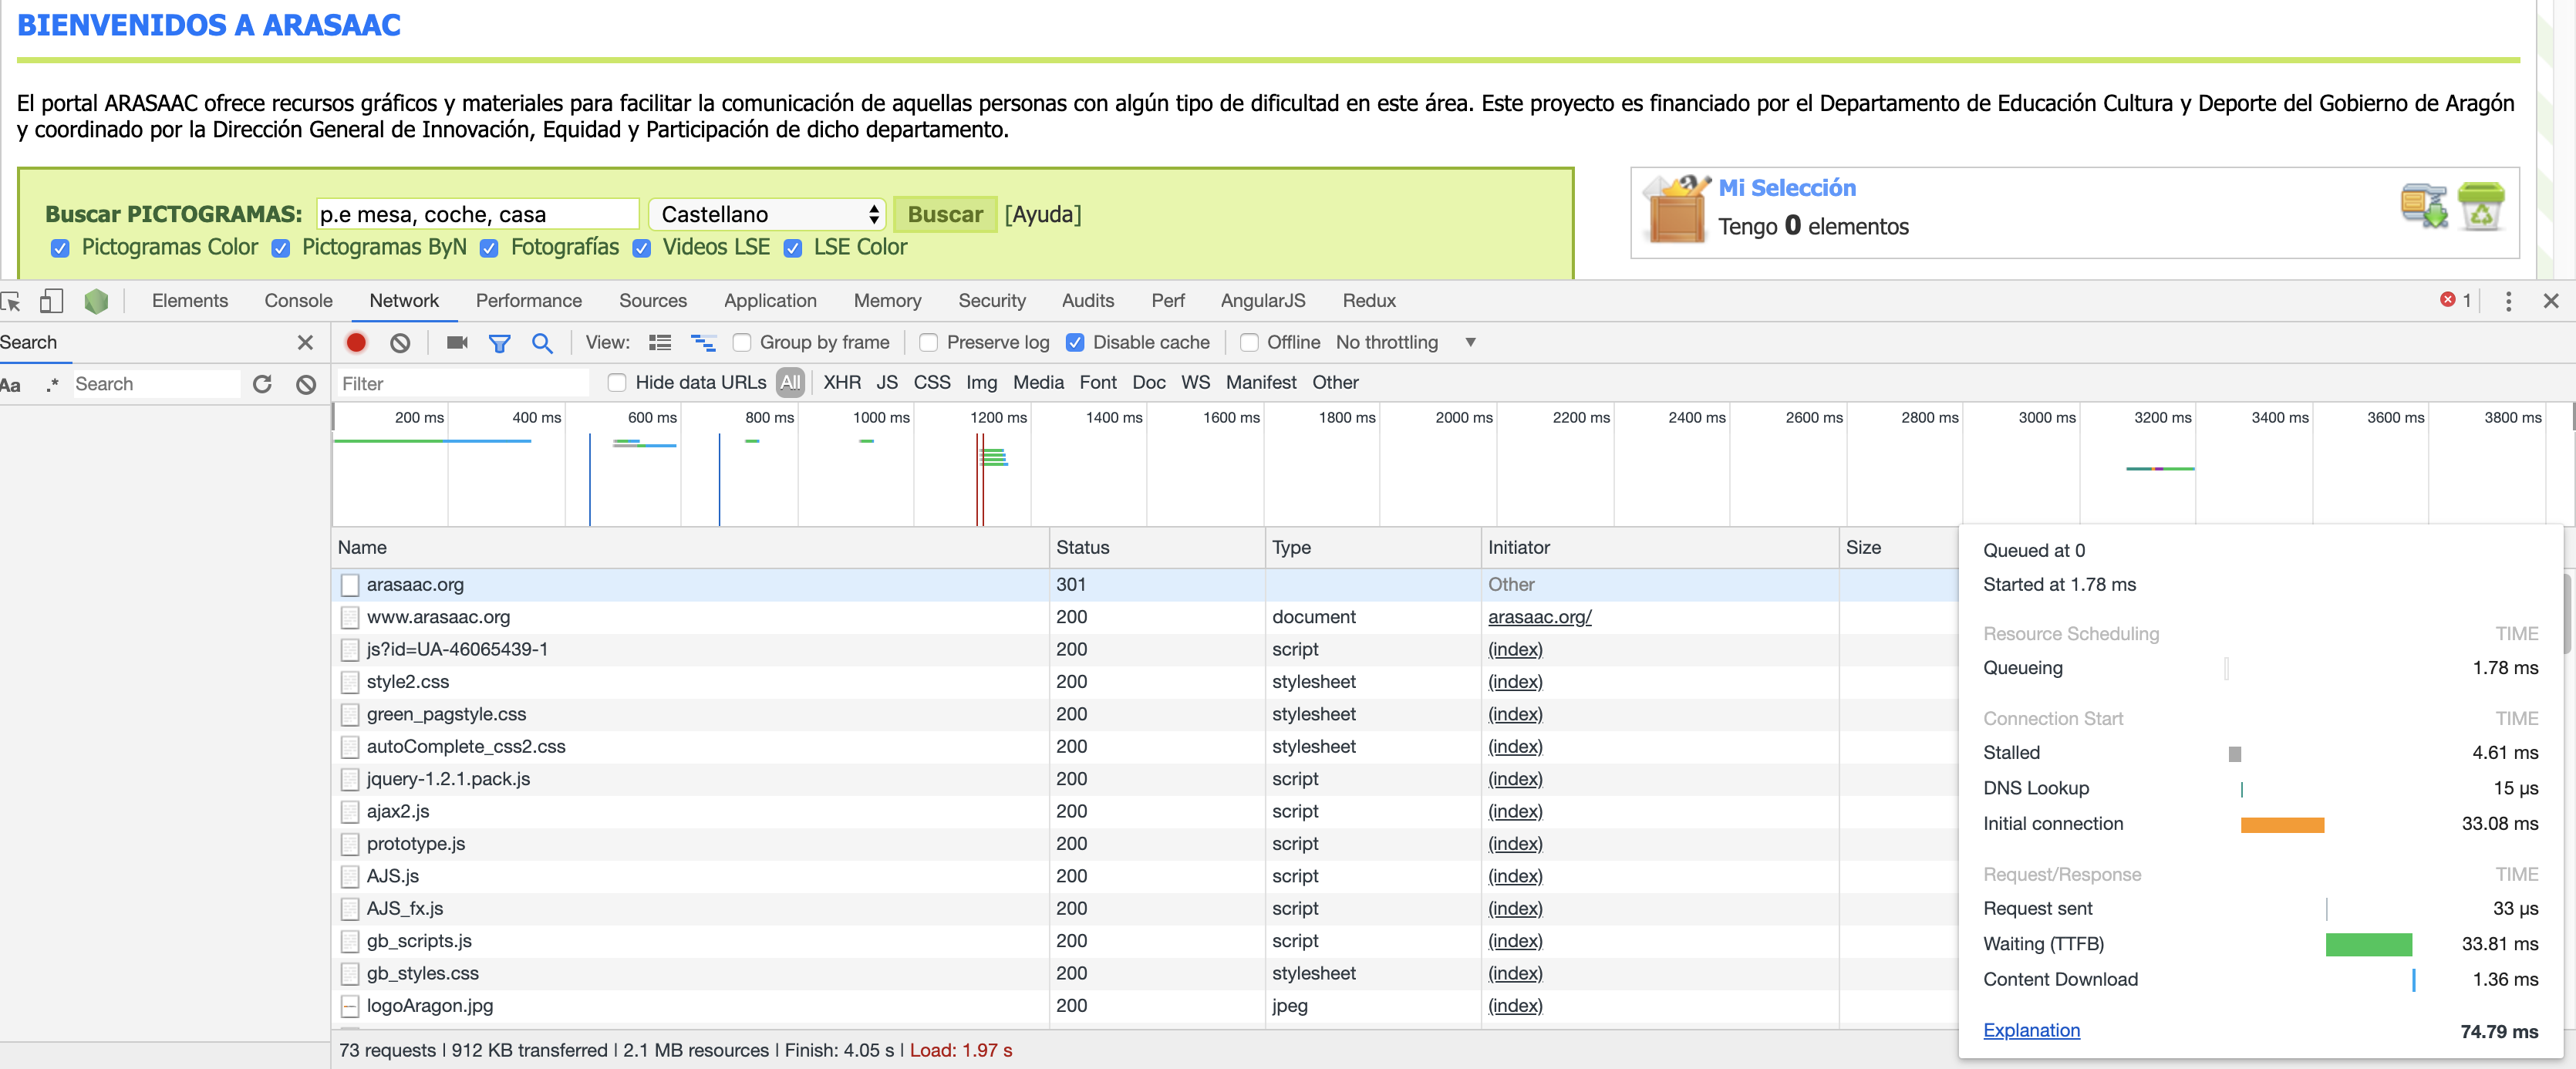 BIENVENIDOS A ARASAAC
El portal ARASAAC ofrece recursos gráficos y materiales para facilitar la comunicación de aquellas personas con algún tipo de dificultad en este área. Este proyecto es financiado por el Departamento de Educación Cultura y Deporte del Gobierno de Aragón
y coordinado por la Dirección General de Innovación, Equidad y Participación de dicho departamento.
Buscar PICTOGRAMAS: p.e mesa, coche, casa Castellano Buscar [Ayuda]
Pictogramas Color Pictogramas ByN Fotografías Videos LSE LSE Color
Mi Selección
Tengo 0 elementos
Elements Console Network Performance Sources Application Memory Security Audits Perf AngularJS Redux 1
Search
View: Group by frame Preserve log Disable cache Offline No throttling
Aa .* Search
Filter Hide data URLs All XHR JS CSS Img Media Font Doc WS Manifest Other
200 ms 400 ms 600 ms 800 ms 1000 ms 1200 ms 1400 ms 1600 ms 1800 ms 2000 ms 2200 ms 2400 ms 2600 ms 2800 ms 3000 ms 3200 ms 3400 ms 3600 ms 3800 ms
Name Status Type Initiator Size
arasaac.org 301 Other
www.arasaac.org 200 document arasaac.org/
js?id=UA-46065439-1 200 script (index)
style2.css 200 stylesheet (index)
green_pagstyle.css 200 stylesheet (index)
autoComplete_css2.css 200 stylesheet (index)
jquery-1.2.1.pack.js 200 script (index)
ajax2.js 200 script (index)
prototype.js 200 script (index)
AJS.js 200 script (index)
AJS_fx.js 200 script (index)
gb_scripts.js 200 script (index)
gb_styles.css 200 stylesheet (index)
logoAragon.jpg 200 jpeg (index)
73 requests | 912 KB transferred | 2.1 MB resources | Finish: 4.05 s | Load: 1.97 s
Queued at 0
Started at 1.78 ms
Resource Scheduling TIME
Queueing 1.78 ms
Connection Start TIME
Stalled 4.61 ms
DNS Lookup 15 µs
Initial connection 33.08 ms
Request/Response TIME
Request sent 33 µs
Waiting (TTFB) 33.81 ms
Content Download 1.36 ms
Explanation 74.79 ms